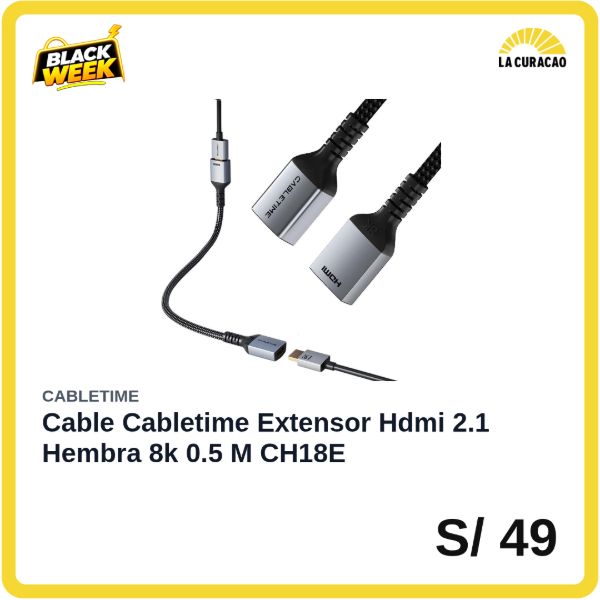 BLACK
WEEK
LA CURACAO
CABLETIME
HDMI
CABLETIME
Cable Cabletime Extensor Hdmi 2.1
Hembra 8k 0.5 M CH18E
S/ 49